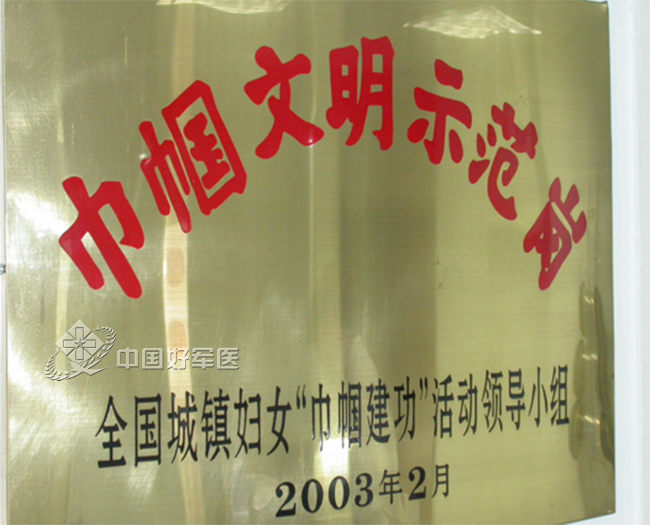 巾帼文明示范岗
中国好军医
全国城镇妇女“巾帼建功”活动领导小组
2003年2月